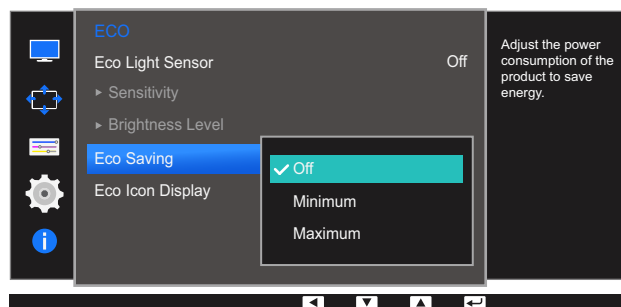 ECO
Eco Light Sensor Off
▸ Sensitivity
▸ Brightness Level
Eco Saving
Eco Icon Display
✓ Off
Minimum
Maximum
Adjust the power
consumption of the
product to save
energy.